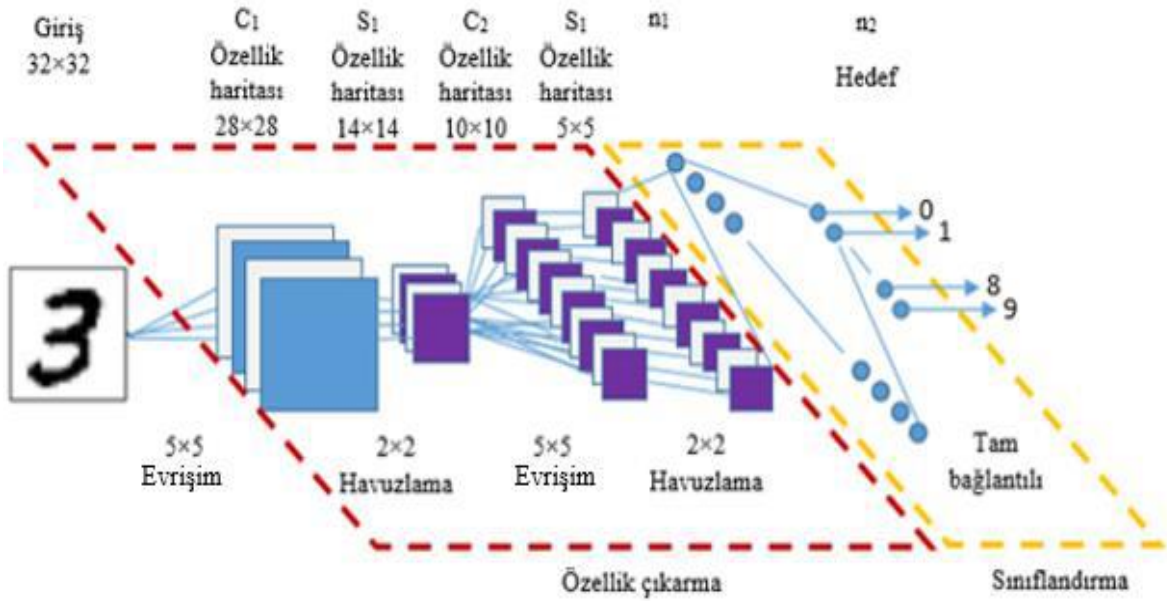 Giriş
32×32
C₁
Özellik
haritası
28×28
S₁
Özellik
haritası
14×14
C₂
Özellik
haritası
10×10
S₁
Özellik
haritası
5×5
n₁
n₂
Hedef
3
0
1
8
9
5×5
Evrişim
2×2
Havuzlama
5×5
Evrişim
2×2
Havuzlama
Tam
bağlantılı
Özellik çıkarma
Sınıflandırma